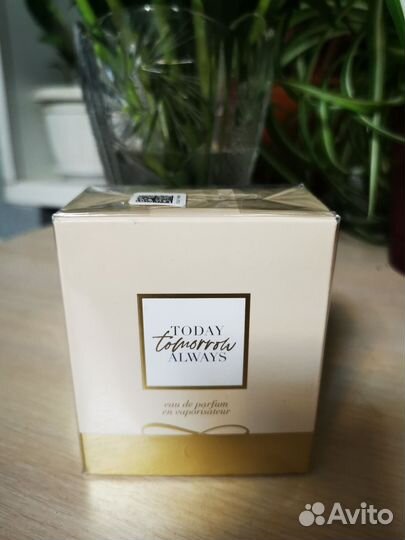 TODAY
tomorrow
ALWAYS
eau de parfum
en vaporisateur
Avito